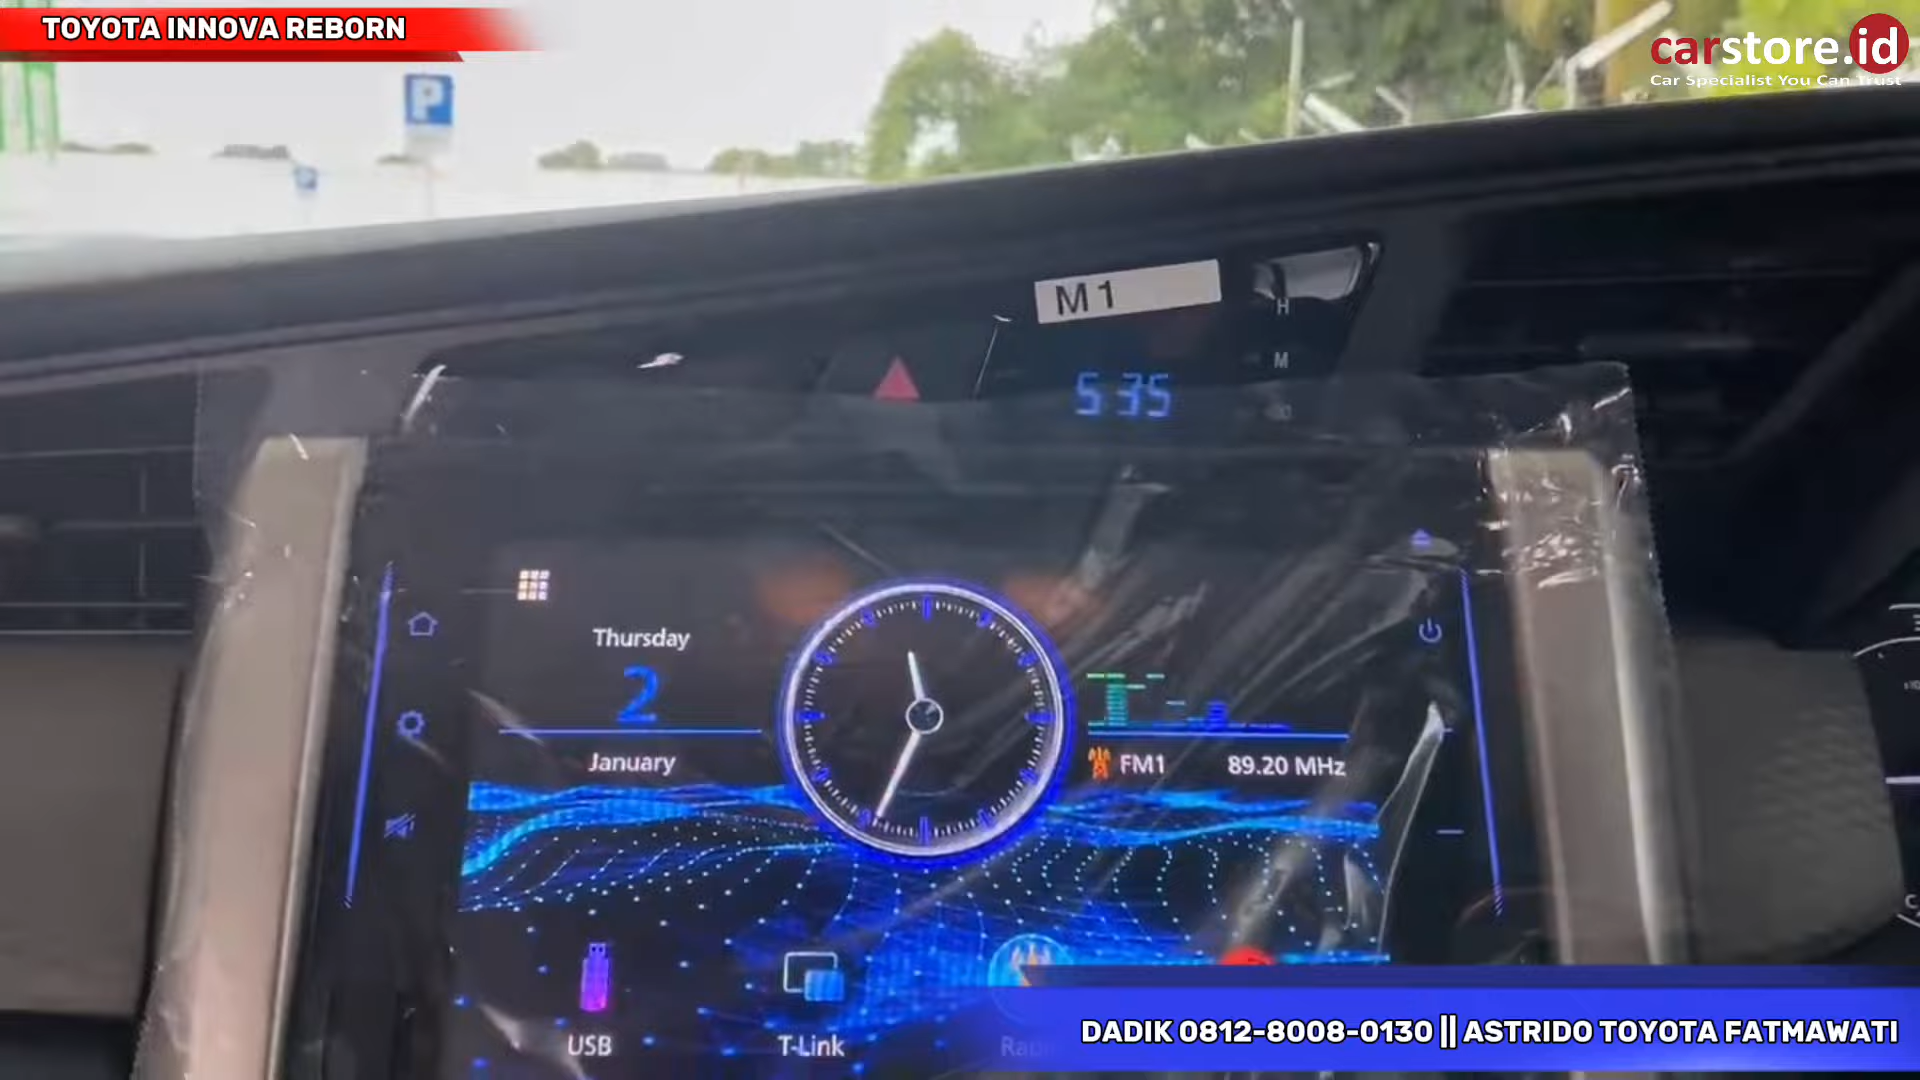 TOYOTA INNOVA REBORN
carstore.id
Car Specialist You Can Trust
P
M 1
H
M
5 35
Thursday
2
January
FM1 89.20 MHz
USB
T-Link
DADIK 0812-8008-0130 || ASTRIDO TOYOTA FATMAWATI